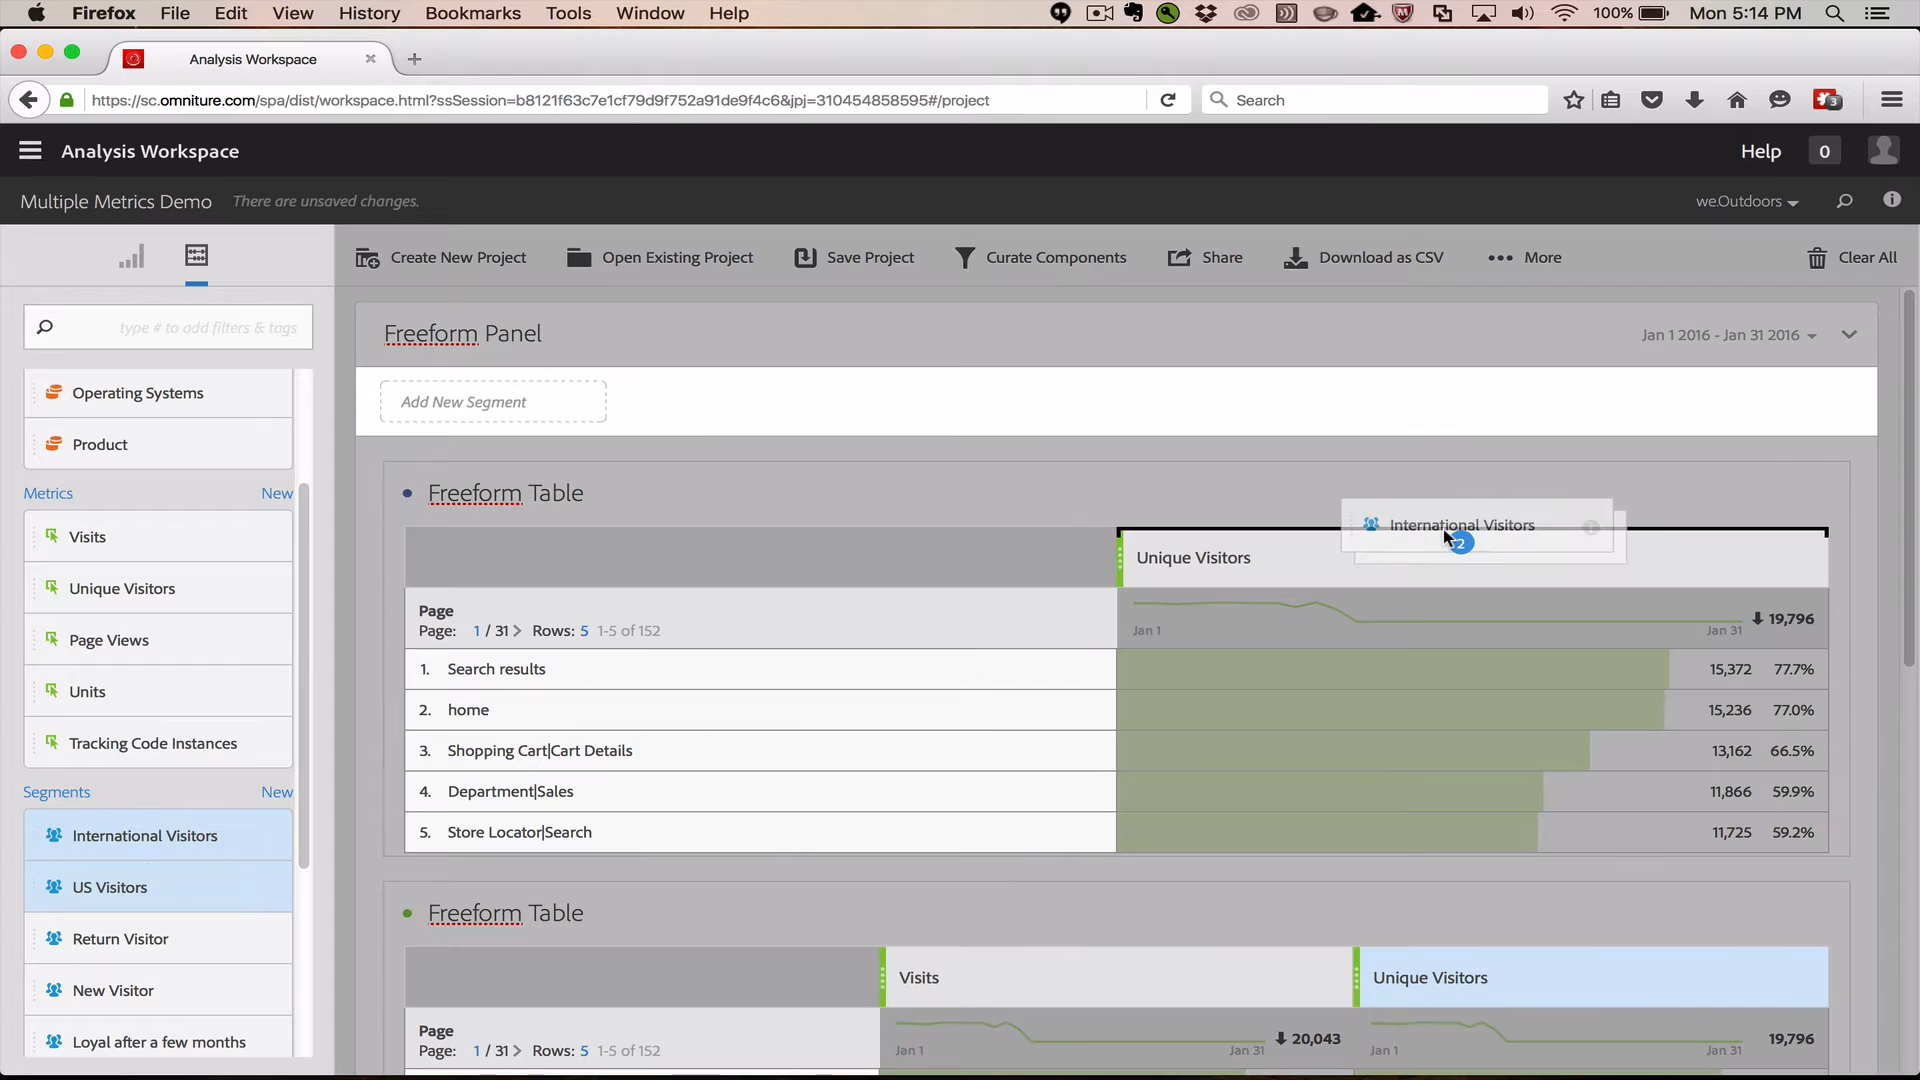 Firefox File Edit View History Bookmarks Tools Window Help 100% Mon 5:14 PM
Analysis Workspace
https://sc.omniture.com/spa/dist/workspace.html?ssSession=b8121f63c7e1cf79d9f752a91de9f4c6&jpj=310454858595#/project
Search
3
Analysis Workspace
Help 0
Multiple Metrics Demo There are unsaved changes.
we.Outdoors
Create New Project Open Existing Project Save Project Curate Components Share Download as CSV More Clear All
type # to add filters & tags
Operating Systems
Product
Metrics New
Visits
Unique Visitors
Page Views
Units
Tracking Code Instances
Segments New
International Visitors
US Visitors
Return Visitor
New Visitor
Loyal after a few months
Freeform Panel
Jan 1 2016 - Jan 31 2016
Add New Segment
Freeform Table
International Visitors
2
Unique Visitors
Page
Page: 1 / 31 > Rows: 5 1-5 of 152
Jan 1 Jan 31 19,796
1. Search results 15,372 77.7%
2. home 15,236 77.0%
3. Shopping Cart|Cart Details 13,162 66.5%
4. Department|Sales 11,866 59.9%
5. Store Locator|Search 11,725 59.2%
Freeform Table
Visits Unique Visitors
Page
Page: 1 / 31 > Rows: 5 1-5 of 152
Jan 1 Jan 31 20,043
Jan 1 Jan 31 19,796